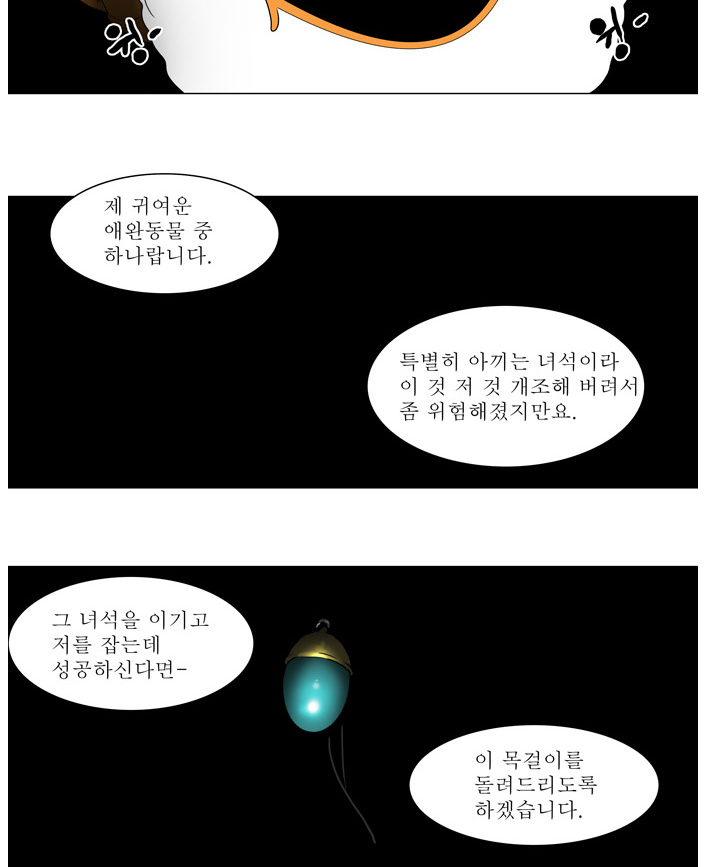 위잉
위잉
제 귀여운
애완동물 중
하나랍니다.
특별히 아끼는 녀석이라
이 것 저 것 개조해 버려서
좀 위험해졌지만요.
그 녀석을 이기고
저를 잡는데
성공하신다면-
이 목걸이를
돌려드리도록
하겠습니다.